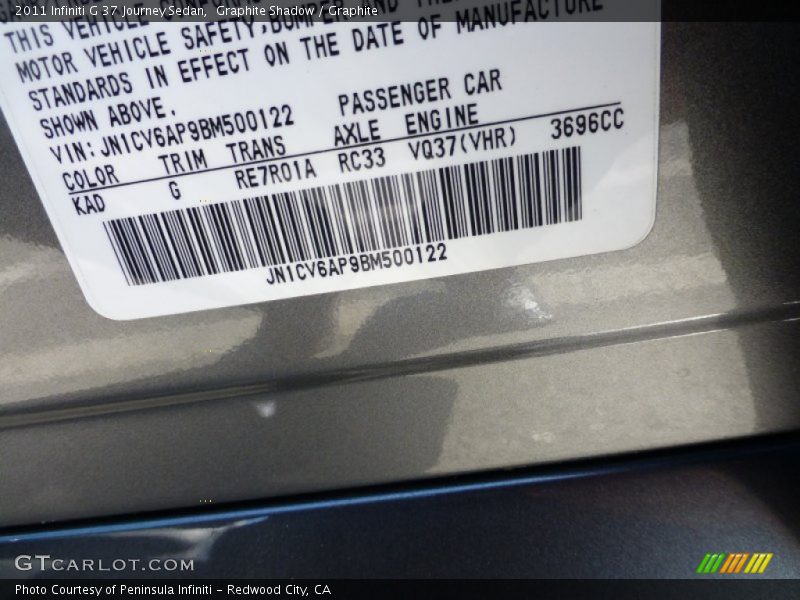 2011 Infiniti G 37 Journey Sedan,  Graphite Shadow / Graphite
THIS VEHICLE
MOTOR VEHICLE SAFETY, BUMPER AND
STANDARDS IN EFFECT ON THE DATE OF MANUFACTURE
SHOWN ABOVE.
VIN: JN1CV6AP9BM500122 PASSENGER CAR
COLOR TRIM TRANS AXLE ENGINE
KAD G RE7R01A RC33 VQ37(VHR) 3696CC
JN1CV6AP9BM500122
GTCARLOT.COM
Photo Courtesy of Peninsula Infiniti - Redwood City, CA